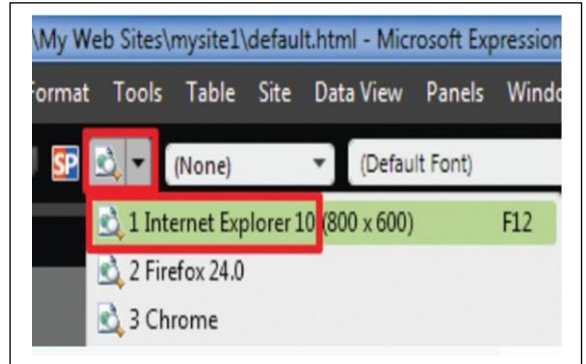 \My Web Sites\mysite1\default.html - Microsoft Expression
Format Tools Table Site Data View Panels Windo
SP (None) (Default Font)
1 Internet Explorer 10 (800 x 600) F12
2 Firefox 24.0
3 Chrome